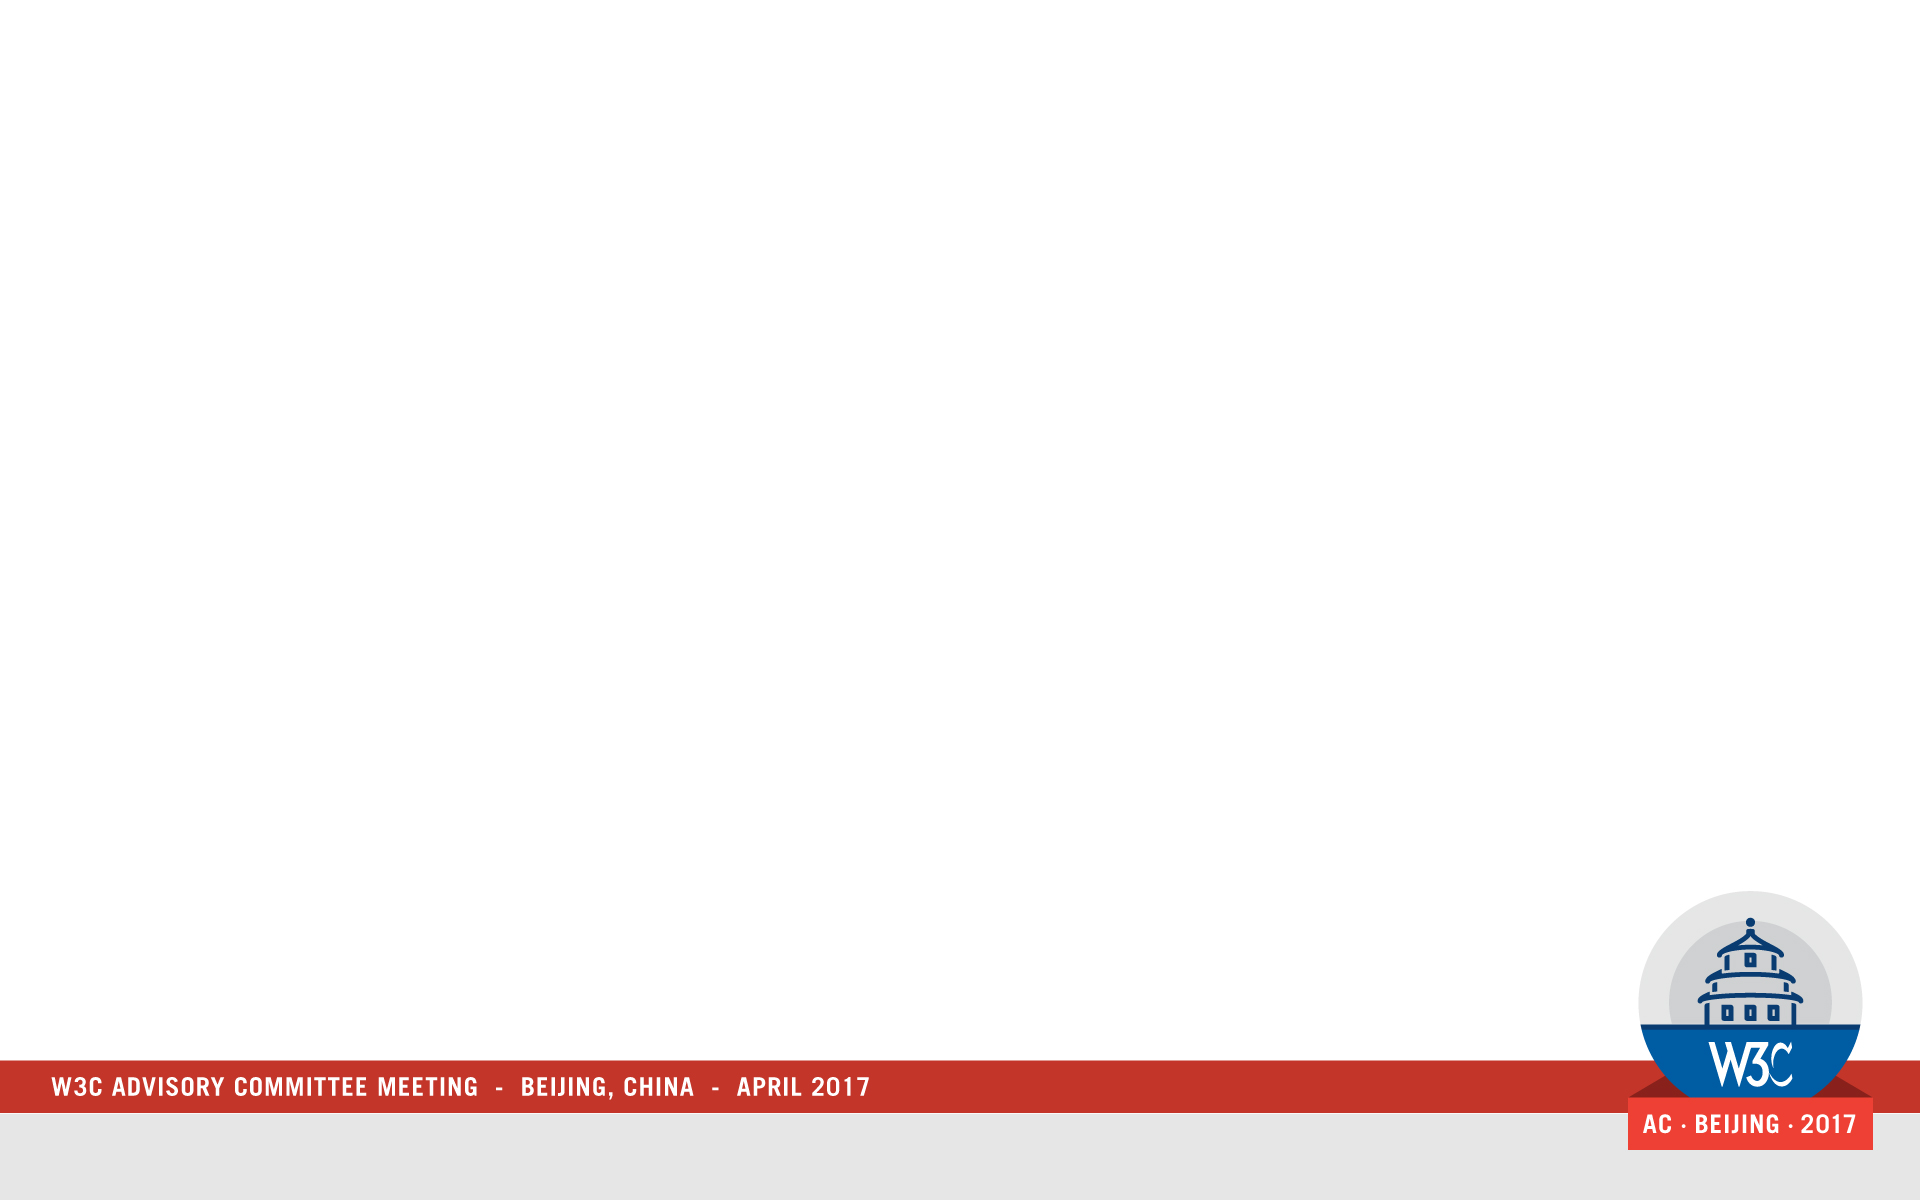 W3C ADVISORY COMMITTEE MEETING - BEIJING, CHINA - APRIL 2017
W3C
AC · BEIJING · 2017